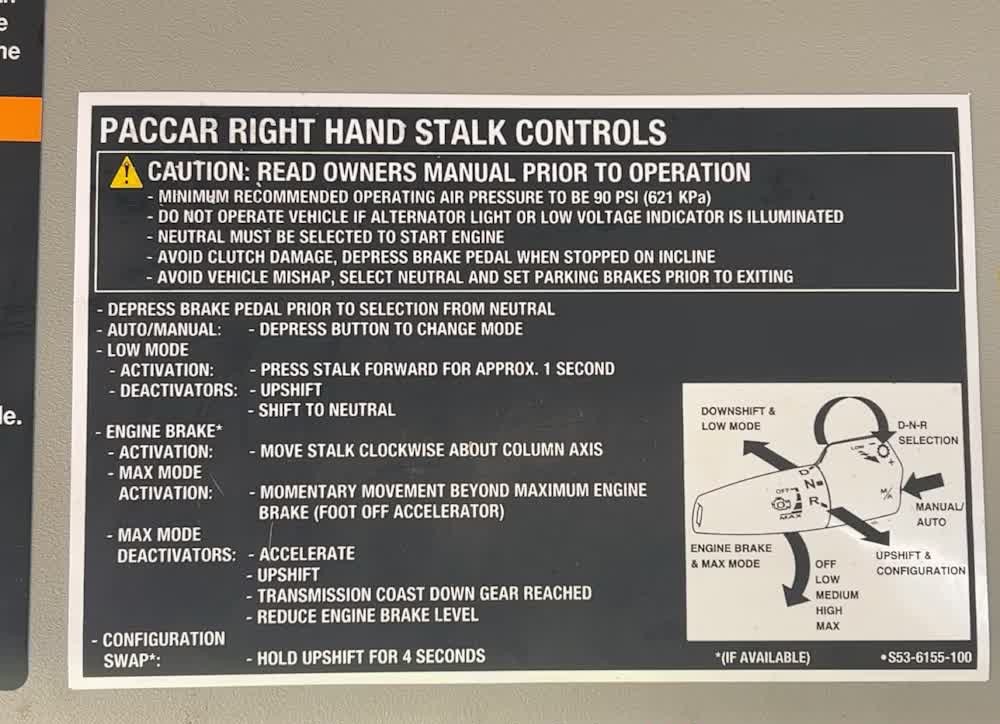 e
ne
le.
PACCAR RIGHT HAND STALK CONTROLS
CAUTION: READ OWNERS MANUAL PRIOR TO OPERATION
- MINIMUM RECOMMENDED OPERATING AIR PRESSURE TO BE 90 PSI (621 KPa)
- DO NOT OPERATE VEHICLE IF ALTERNATOR LIGHT OR LOW VOLTAGE INDICATOR IS ILLUMINATED
- NEUTRAL MUST BE SELECTED TO START ENGINE
- AVOID CLUTCH DAMAGE, DEPRESS BRAKE PEDAL WHEN STOPPED ON INCLINE
- AVOID VEHICLE MISHAP, SELECT NEUTRAL AND SET PARKING BRAKES PRIOR TO EXITING
- DEPRESS BRAKE PEDAL PRIOR TO SELECTION FROM NEUTRAL
- AUTO/MANUAL: - DEPRESS BUTTON TO CHANGE MODE
- LOW MODE
- ACTIVATION: - PRESS STALK FORWARD FOR APPROX. 1 SECOND
- DEACTIVATORS: - UPSHIFT
- SHIFT TO NEUTRAL
- ENGINE BRAKE*
- ACTIVATION: - MOVE STALK CLOCKWISE ABOUT COLUMN AXIS
- MAX MODE
ACTIVATION: - MOMENTARY MOVEMENT BEYOND MAXIMUM ENGINE
BRAKE (FOOT OFF ACCELERATOR)
- MAX MODE
DEACTIVATORS: - ACCELERATE
- UPSHIFT
- TRANSMISSION COAST DOWN GEAR REACHED
- REDUCE ENGINE BRAKE LEVEL
- CONFIGURATION
SWAP*: - HOLD UPSHIFT FOR 4 SECONDS
DOWNSHIFT &
LOW MODE
D-N-R
SELECTION
LOW
- +
D
N
R
OFF
MAX
M/A
MANUAL/
AUTO
ENGINE BRAKE
& MAX MODE
UPSHIFT &
CONFIGURATION
OFF
LOW
MEDIUM
HIGH
MAX
*(IF AVAILABLE)
•S53-6155-100